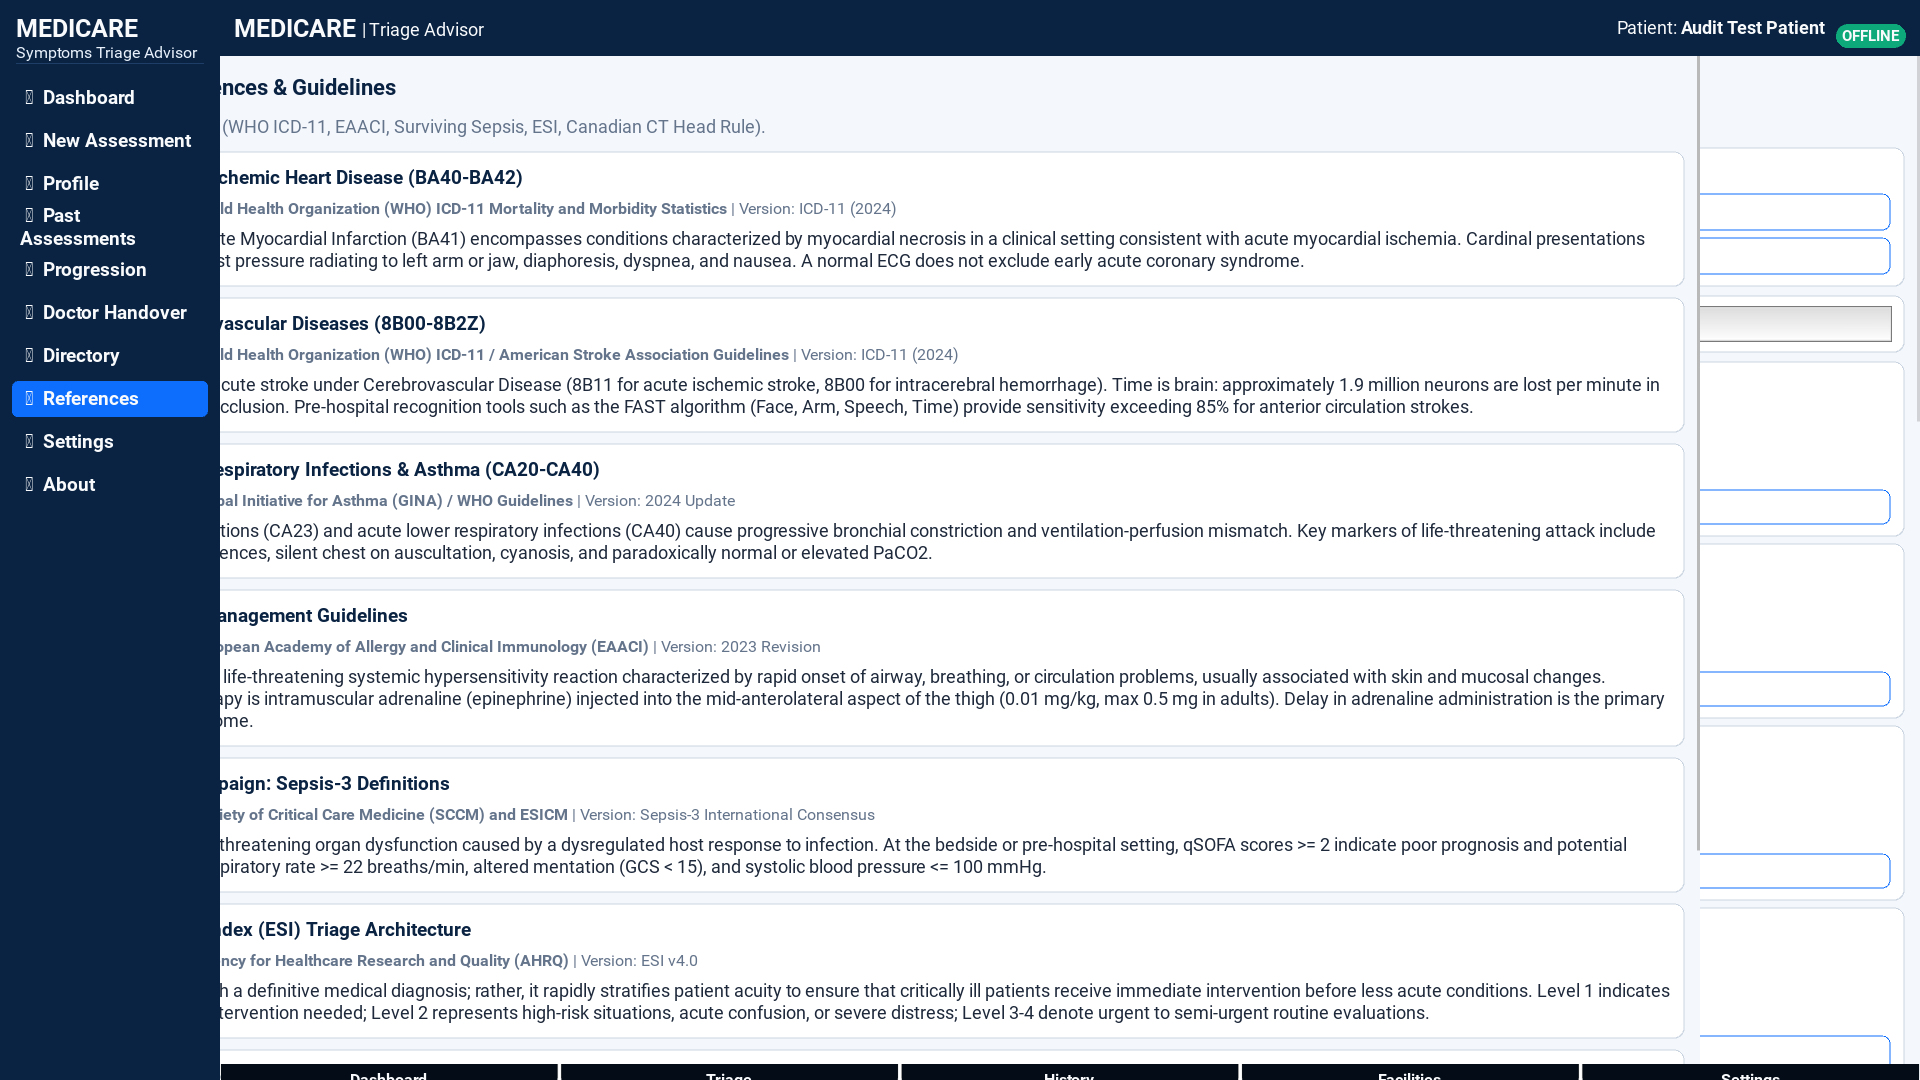 MEDICARE
Symptoms Triage Advisor
Dashboard
New Assessment
Profile
Past
Assessments
Progression
Doctor Handover
Directory
References
Settings
About
MEDICARE | Triage Advisor
Patient: Audit Test Patient
OFFLINE
ences & Guidelines
(WHO ICD-11, EAACI, Surviving Sepsis, ESI, Canadian CT Head Rule).
chemic Heart Disease (BA40-BA42)
ld Health Organization (WHO) ICD-11 Mortality and Morbidity Statistics | Version: ICD-11 (2024)
te Myocardial Infarction (BA41) encompasses conditions characterized by myocardial necrosis in a clinical setting consistent with acute myocardial ischemia. Cardinal presentations
st pressure radiating to left arm or jaw, diaphoresis, dyspnea, and nausea. A normal ECG does not exclude early acute coronary syndrome.
vascular Diseases (8B00-8B2Z)
ld Health Organization (WHO) ICD-11 / American Stroke Association Guidelines | Version: ICD-11 (2024)
cute stroke under Cerebrovascular Disease (8B11 for acute ischemic stroke, 8B00 for intracerebral hemorrhage). Time is brain: approximately 1.9 million neurons are lost per minute in
cclusion. Pre-hospital recognition tools such as the FAST algorithm (Face, Arm, Speech, Time) provide sensitivity exceeding 85% for anterior circulation strokes.
espiratory Infections & Asthma (CA20-CA40)
bal Initiative for Asthma (GINA) / WHO Guidelines | Version: 2024 Update
tions (CA23) and acute lower respiratory infections (CA40) cause progressive bronchial constriction and ventilation-perfusion mismatch. Key markers of life-threatening attack include
ences, silent chest on auscultation, cyanosis, and paradoxically normal or elevated PaCO2.
anagement Guidelines
opean Academy of Allergy and Clinical Immunology (EAACI) | Version: 2023 Revision
life-threatening systemic hypersensitivity reaction characterized by rapid onset of airway, breathing, or circulation problems, usually associated with skin and mucosal changes.
apy is intramuscular adrenaline (epinephrine) injected into the mid-anterolateral aspect of the thigh (0.01 mg/kg, max 0.5 mg in adults). Delay in adrenaline administration is the primary
ome.
paign: Sepsis-3 Definitions
iety of Critical Care Medicine (SCCM) and ESICM | Version: Sepsis-3 International Consensus
threatening organ dysfunction caused by a dysregulated host response to infection. At the bedside or pre-hospital setting, qSOFA scores >= 2 indicate poor prognosis and potential
piratory rate >= 22 breaths/min, altered mentation (GCS < 15), and systolic blood pressure <= 100 mmHg.
ndex (ESI) Triage Architecture
ncy for Healthcare Research and Quality (AHRQ) | Version: ESI v4.0
h a definitive medical diagnosis; rather, it rapidly stratifies patient acuity to ensure that critically ill patients receive immediate intervention before less acute conditions. Level 1 indicates
tervention needed; Level 2 represents high-risk situations, acute confusion, or severe distress; Level 3-4 denote urgent to semi-urgent routine evaluations.
Dashboard
Triage
History
Facilities
Settings